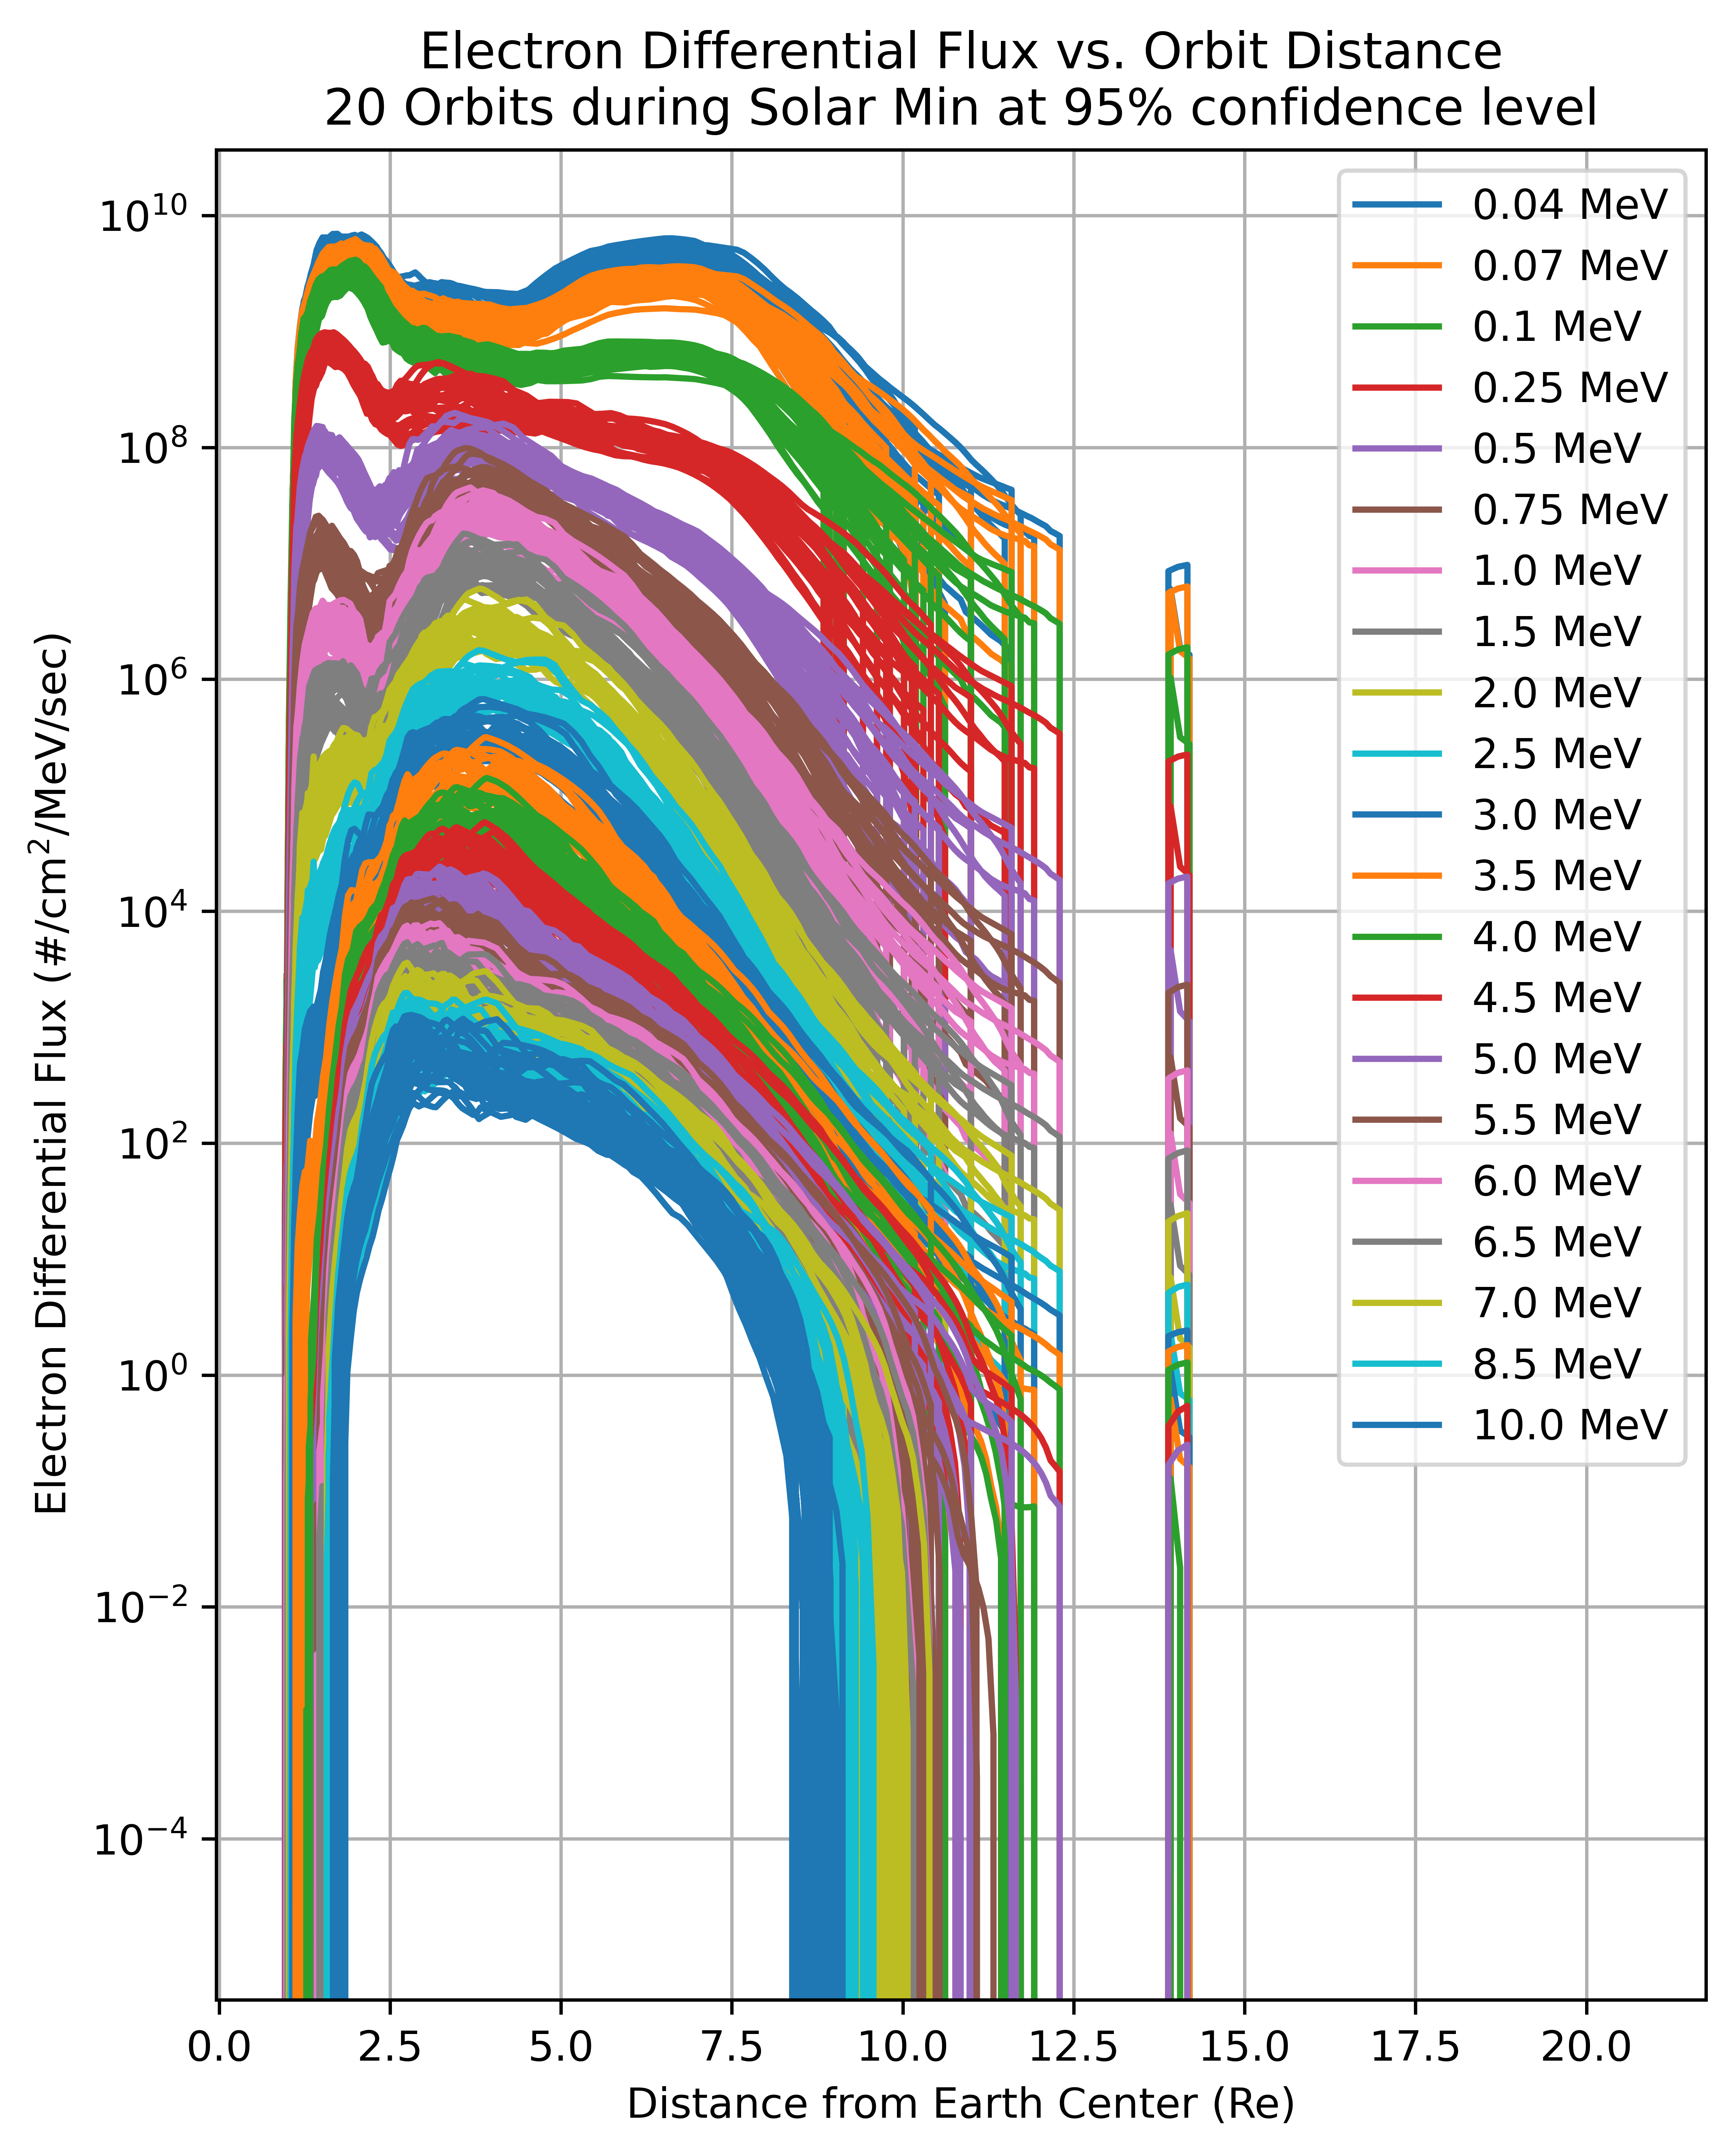 Electron Differential Flux vs. Orbit Distance
20 Orbits during Solar Min at 95% confidence level
Electron Differential Flux (#/cm²/MeV/sec)
10¹⁰
10⁸
10⁶
10⁴
10²
10⁰
10⁻²
10⁻⁴
0.04 MeV
0.07 MeV
0.1 MeV
0.25 MeV
0.5 MeV
0.75 MeV
1.0 MeV
1.5 MeV
2.0 MeV
2.5 MeV
3.0 MeV
3.5 MeV
4.0 MeV
4.5 MeV
5.0 MeV
5.5 MeV
6.0 MeV
6.5 MeV
7.0 MeV
8.5 MeV
10.0 MeV
0.0 2.5 5.0 7.5 10.0 12.5 15.0 17.5 20.0
Distance from Earth Center (Re)